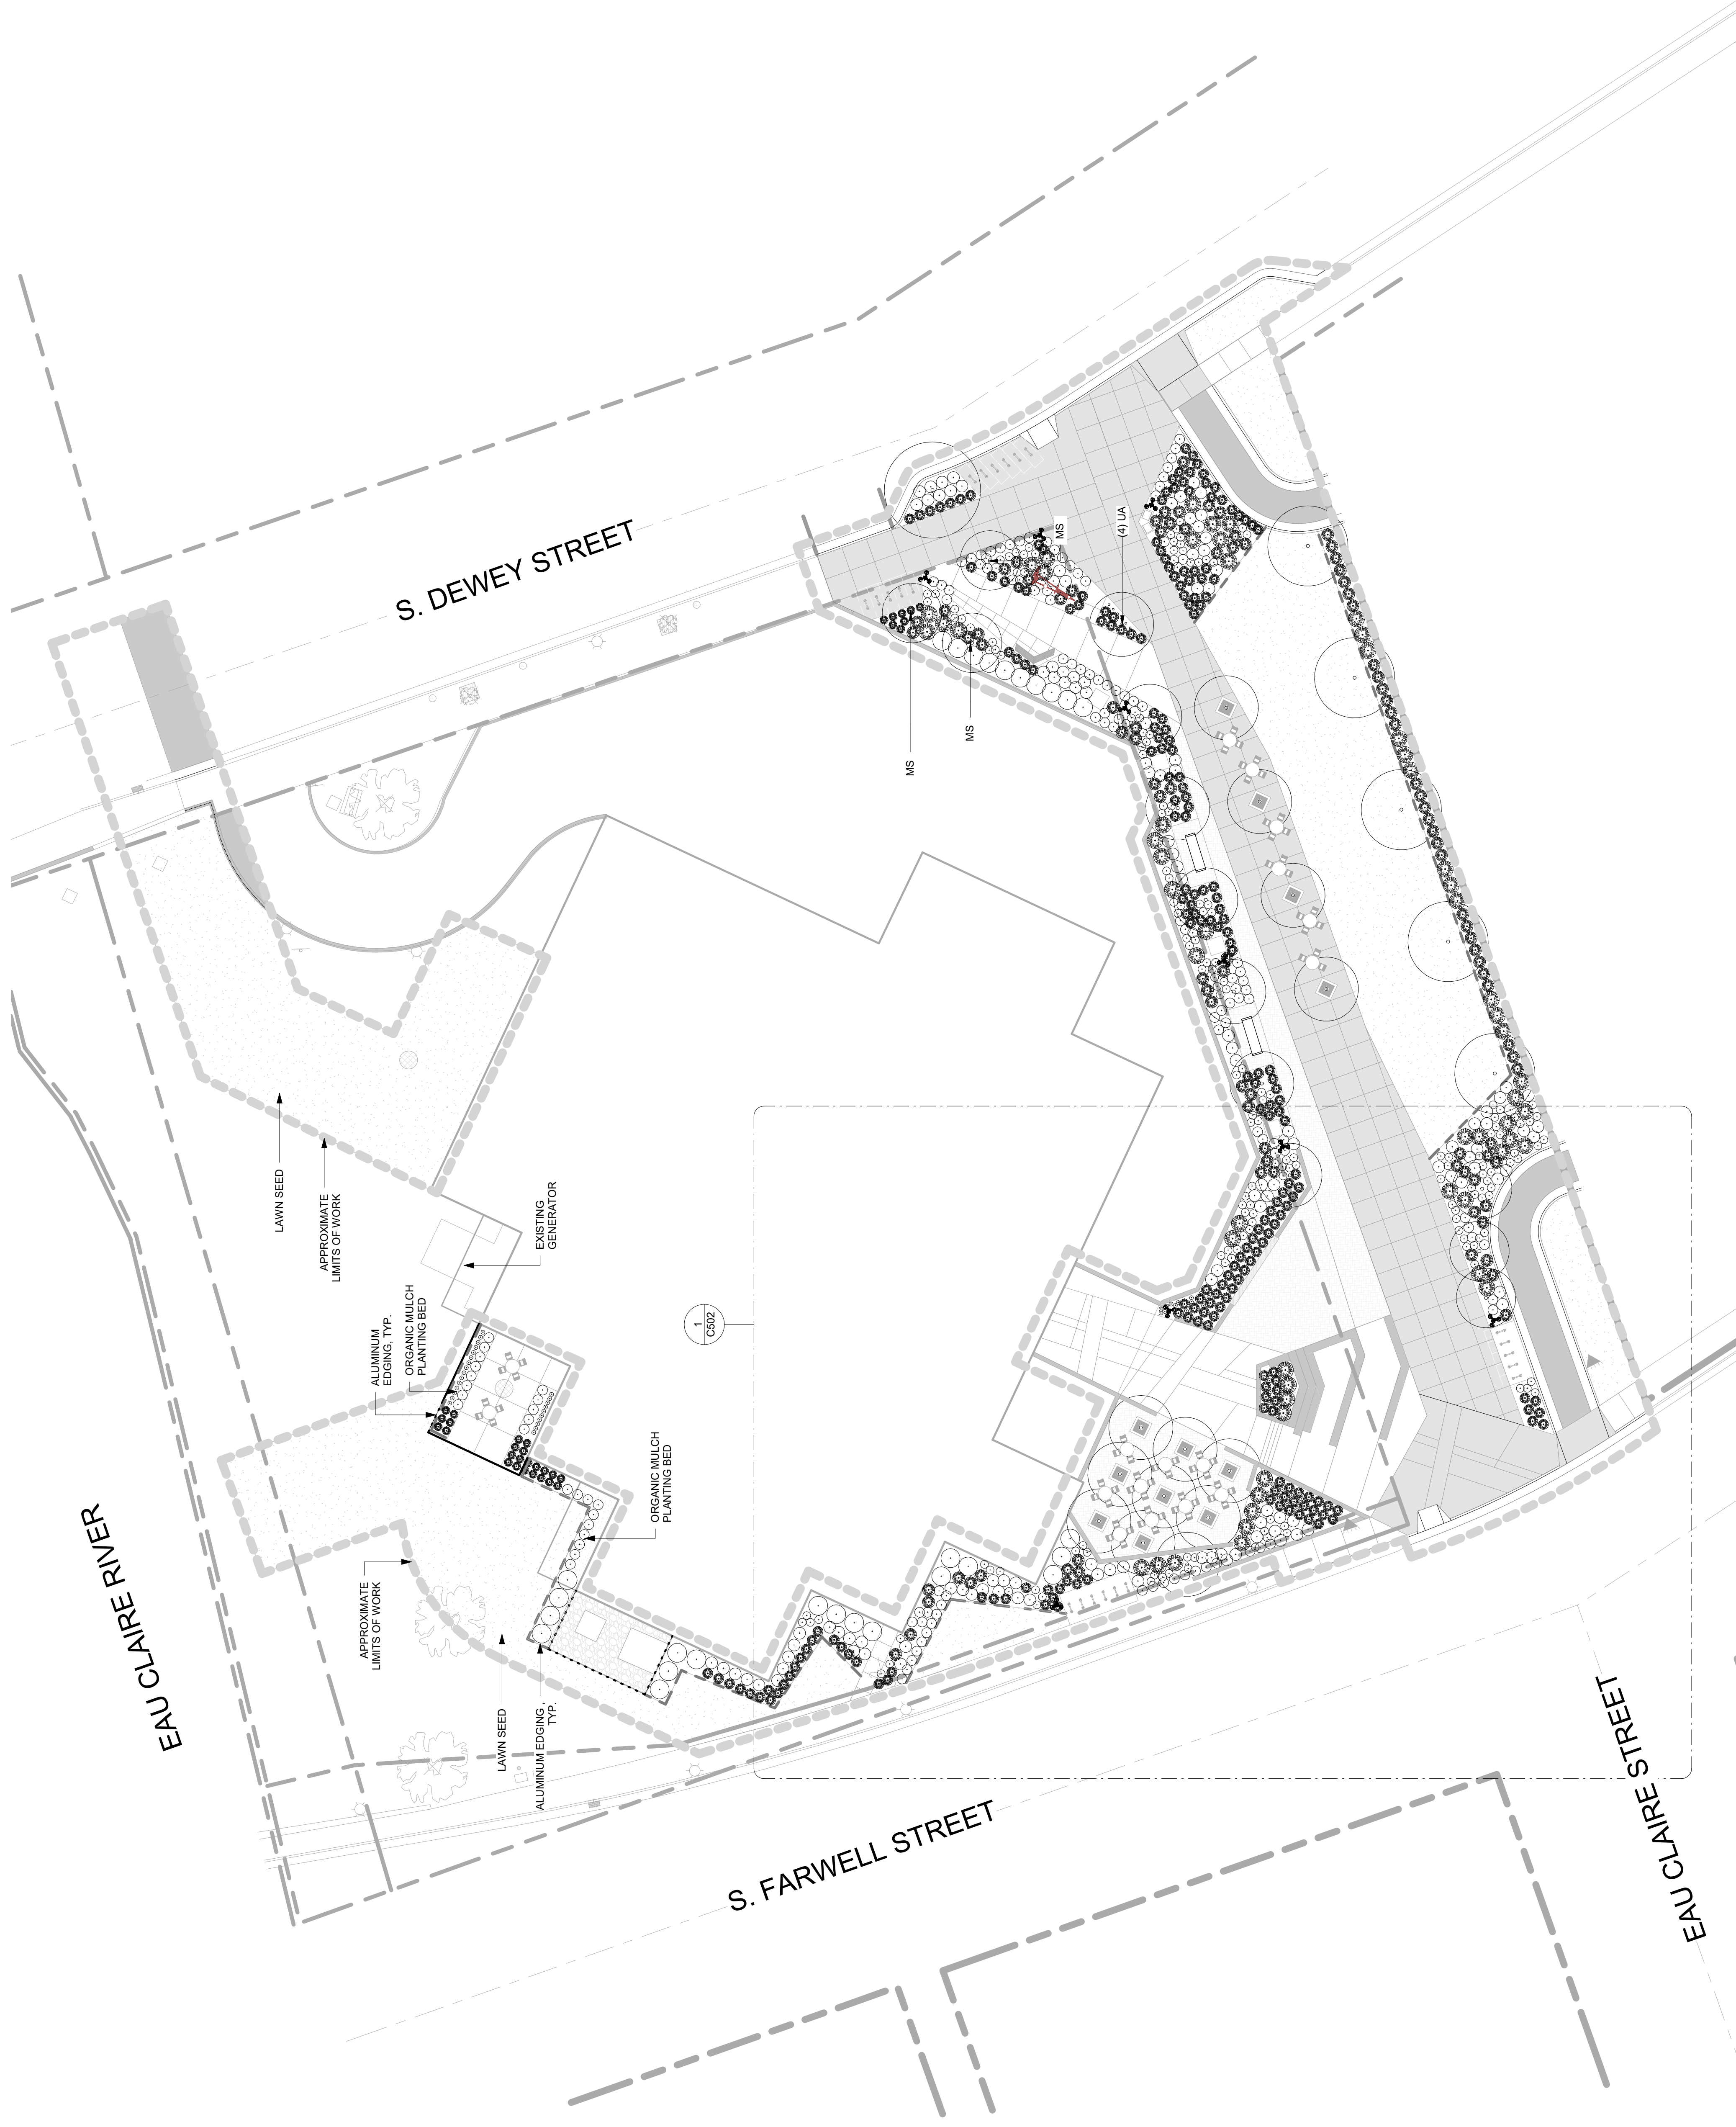 S. DEWEY STREET
MS
(4) UA
MS
MS
LAWN SEED
APPROXIMATE
LIMITS OF WORK
EXISTING
GENERATOR
ALUMINUM
EDGING, TYP.
ORGANIC MULCH
PLANTING BED
1
C502
ORGANIC MULCH
PLANTING BED
EAU CLAIRE RIVER
APPROXIMATE
LIMITS OF WORK
LAWN SEED
ALUMINUM EDGING,
TYP.
S. FARWELL STREET
EAU CLAIRE STREET